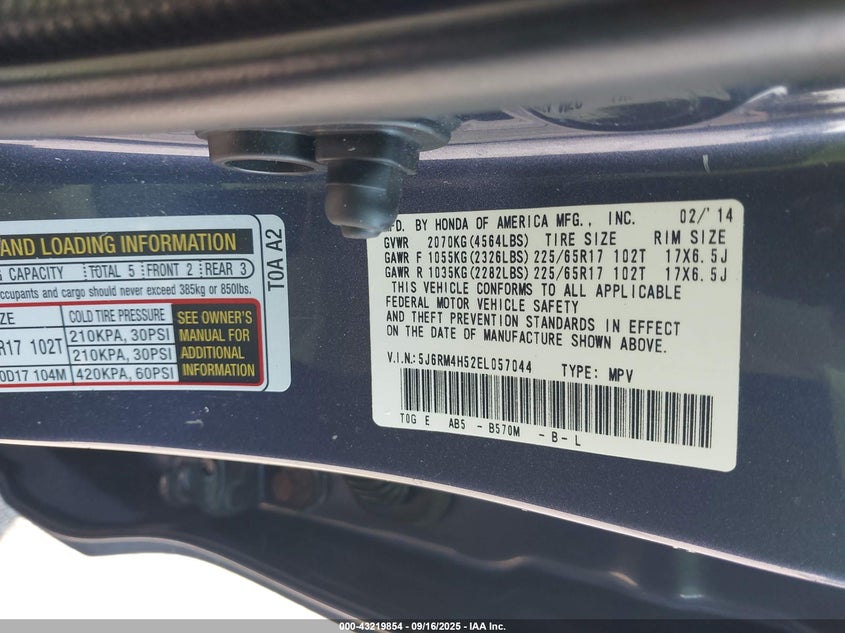 AND LOADING INFORMATION
CAPACITY TOTAL 5 FRONT 2 REAR 3
ccupants and cargo should never exceed 385kg or 850lbs.
ZE COLD TIRE PRESSURE SEE OWNER'S MANUAL FOR ADDITIONAL INFORMATION
R17 102T 210KPA, 30PSI
210KPA, 30PSI
0D17 104M 420KPA, 60PSI
T0A A2
MFD. BY HONDA OF AMERICA MFG., INC. 02/'14
GVWR 2070KG(4564LBS) TIRE SIZE RIM SIZE
GAWR F 1055KG(2326LBS) 225/65R17 102T 17X6.5J
GAWR R 1035KG(2282LBS) 225/65R17 102T 17X6.5J
THIS VEHICLE CONFORMS TO ALL APPLICABLE
FEDERAL MOTOR VEHICLE SAFETY
AND THEFT PREVENTION STANDARDS IN EFFECT
ON THE DATE OF MANUFACTURE SHOWN ABOVE.
V.I.N.: 5J6RM4H52EL057044 TYPE: MPV
T0G E AB5 - B570M - B - L
000-43219854 - 09/16/2025 - IAA Inc.